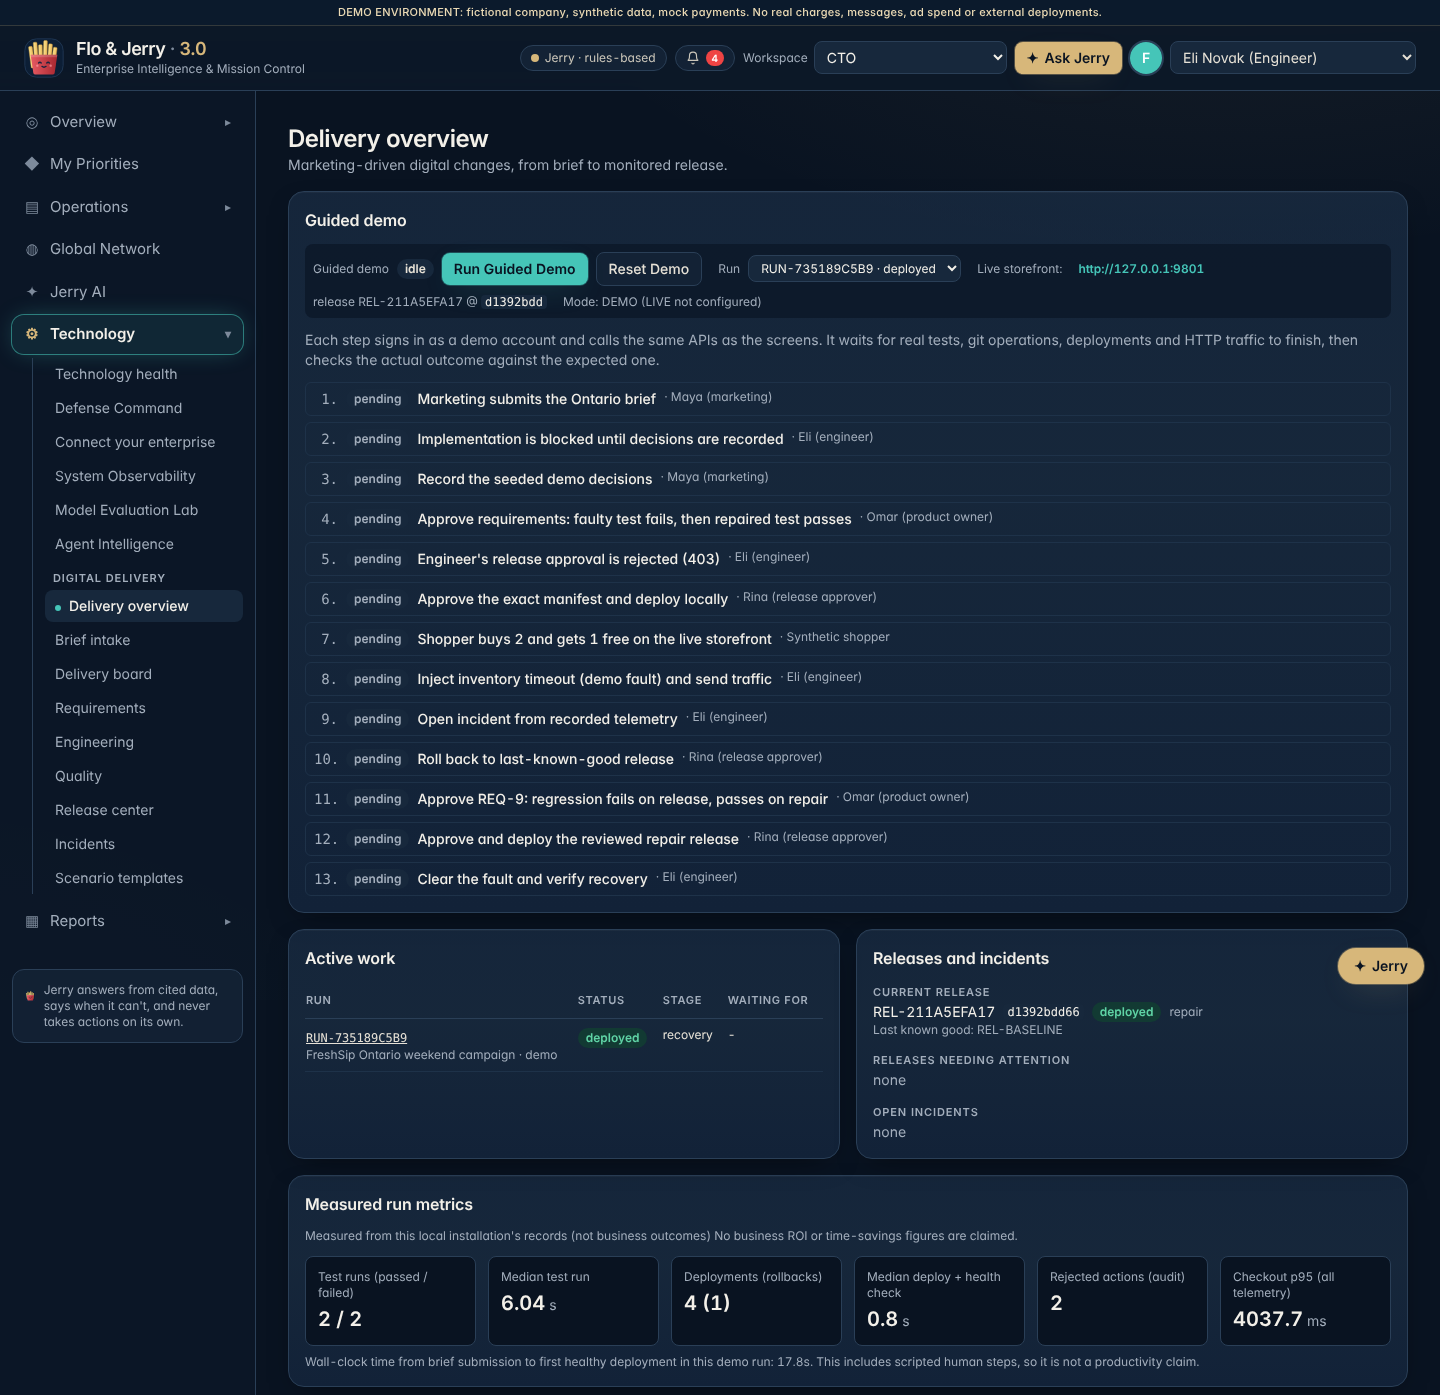 DEMO ENVIRONMENT: fictional company, synthetic data, mock payments. No real charges, messages, ad spend or external deployments.
Flo & Jerry · 3.0
Enterprise Intelligence & Mission Control
Jerry · rules-based
4
Workspace
CTO
✦ Ask Jerry
F
Eli Novak (Engineer)
Overview
My Priorities
Operations
Global Network
Jerry AI
Technology
Technology health
Defense Command
Connect your enterprise
System Observability
Model Evaluation Lab
Agent Intelligence
DIGITAL DELIVERY
Delivery overview
Brief intake
Delivery board
Requirements
Engineering
Quality
Release center
Incidents
Scenario templates
Reports
Jerry answers from cited data,
says when it can't, and never
takes actions on its own.
Delivery overview
Marketing-driven digital changes, from brief to monitored release.
Guided demo
Guided demo idle Run Guided Demo Reset Demo Run RUN-735189C5B9 · deployed Live storefront: http://127.0.0.1:9801
release REL-211A5EFA17 @ d1392bdd Mode: DEMO (LIVE not configured)
Each step signs in as a demo account and calls the same APIs as the screens. It waits for real tests, git operations, deployments and HTTP traffic to finish, then
checks the actual outcome against the expected one.
1. pending Marketing submits the Ontario brief · Maya (marketing)
2. pending Implementation is blocked until decisions are recorded · Eli (engineer)
3. pending Record the seeded demo decisions · Maya (marketing)
4. pending Approve requirements: faulty test fails, then repaired test passes · Omar (product owner)
5. pending Engineer's release approval is rejected (403) · Eli (engineer)
6. pending Approve the exact manifest and deploy locally · Rina (release approver)
7. pending Shopper buys 2 and gets 1 free on the live storefront · Synthetic shopper
8. pending Inject inventory timeout (demo fault) and send traffic · Eli (engineer)
9. pending Open incident from recorded telemetry · Eli (engineer)
10. pending Roll back to last-known-good release · Rina (release approver)
11. pending Approve REQ-9: regression fails on release, passes on repair · Omar (product owner)
12. pending Approve and deploy the reviewed repair release · Rina (release approver)
13. pending Clear the fault and verify recovery · Eli (engineer)
Active work
RUN STATUS STAGE WAITING FOR
RUN-735189C5B9 deployed recovery -
FreshSip Ontario weekend campaign · demo
Releases and incidents
✦ Jerry
CURRENT RELEASE
REL-211A5EFA17 d1392bdd66 deployed repair
Last known good: REL-BASELINE
RELEASES NEEDING ATTENTION
none
OPEN INCIDENTS
none
Measured run metrics
Measured from this local installation's records (not business outcomes) No business ROI or time-savings figures are claimed.
Test runs (passed /
failed)
2 / 2
Median test run
6.04 s
Deployments (rollbacks)
4 (1)
Median deploy + health
check
0.8 s
Rejected actions (audit)
2
Checkout p95 (all
telemetry)
4037.7 ms
Wall-clock time from brief submission to first healthy deployment in this demo run: 17.8s. This includes scripted human steps, so it is not a productivity claim.